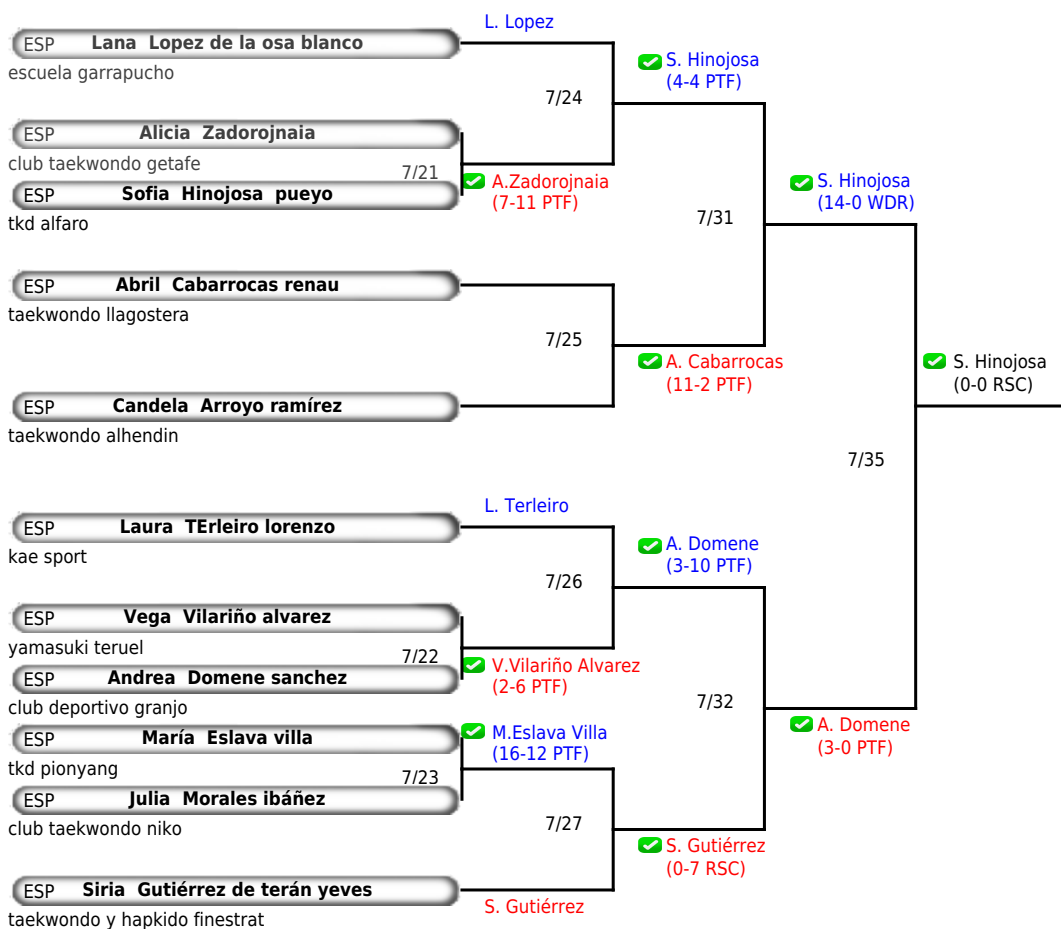 L. Lopez
ESP Lana Lopez de la osa blanco
escuela garrapucho
S. Hinojosa
(4-4 PTF)
7/24
ESP Alicia Zadorojnaia
club taekwondo getafe
7/21
A.Zadorojnaia
(7-11 PTF)
ESP Sofia Hinojosa pueyo
tkd alfaro
S. Hinojosa
(14-0 WDR)
7/31
ESP Abril Cabarrocas renau
taekwondo llagostera
7/25
A. Cabarrocas
(11-2 PTF)
S. Hinojosa
(0-0 RSC)
ESP Candela Arroyo ramírez
taekwondo alhendin
7/35
L. Terleiro
ESP Laura TErleiro lorenzo
kae sport
A. Domene
(3-10 PTF)
7/26
ESP Vega Vilariño alvarez
yamasuki teruel
7/22
V.Vilariño Alvarez
(2-6 PTF)
ESP Andrea Domene sanchez
club deportivo granjo
7/32
A. Domene
(3-0 PTF)
M.Eslava Villa
(16-12 PTF)
ESP María Eslava villa
tkd pionyang
7/23
ESP Julia Morales ibáñez
club taekwondo niko
7/27
S. Gutiérrez
(0-7 RSC)
ESP Siria Gutiérrez de terán yeves
S. Gutiérrez
taekwondo y hapkido finestrat